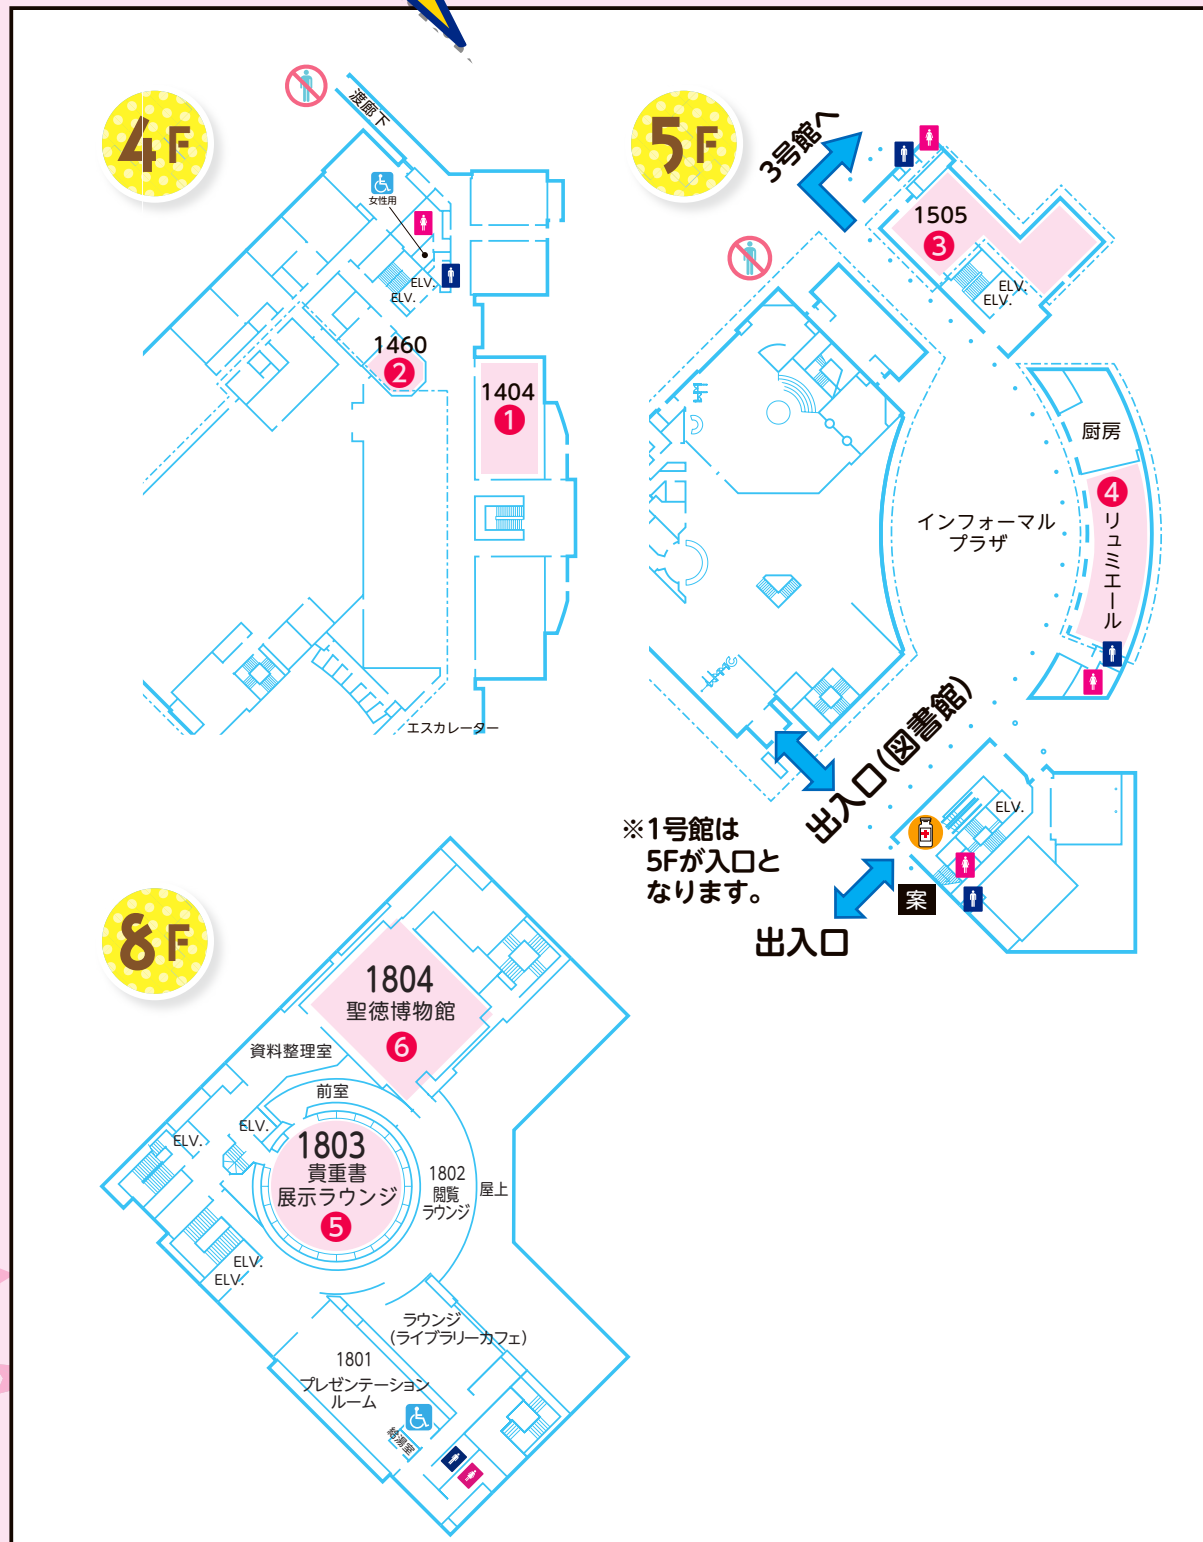 4F
渡廊下
女性用
ELV.
ELV.
1460
2
1404
1
エスカレーター
5F
3号館へ
1505
3
ELV.
ELV.
厨房
4
リュミエール
インフォーマル
プラザ
出入口(図書館)
ELV.
※1号館は
5Fが入口と
なります。
案
出入口
8F
1804
聖徳博物館
6
資料整理室
前室
ELV.
ELV.
1803
貴重書
展示ラウンジ
5
1802
閲覧
ラウンジ
屋上
ELV.
ELV.
ラウンジ
(ライブラリーカフェ)
1801
プレゼンテーション
ルーム
給湯室